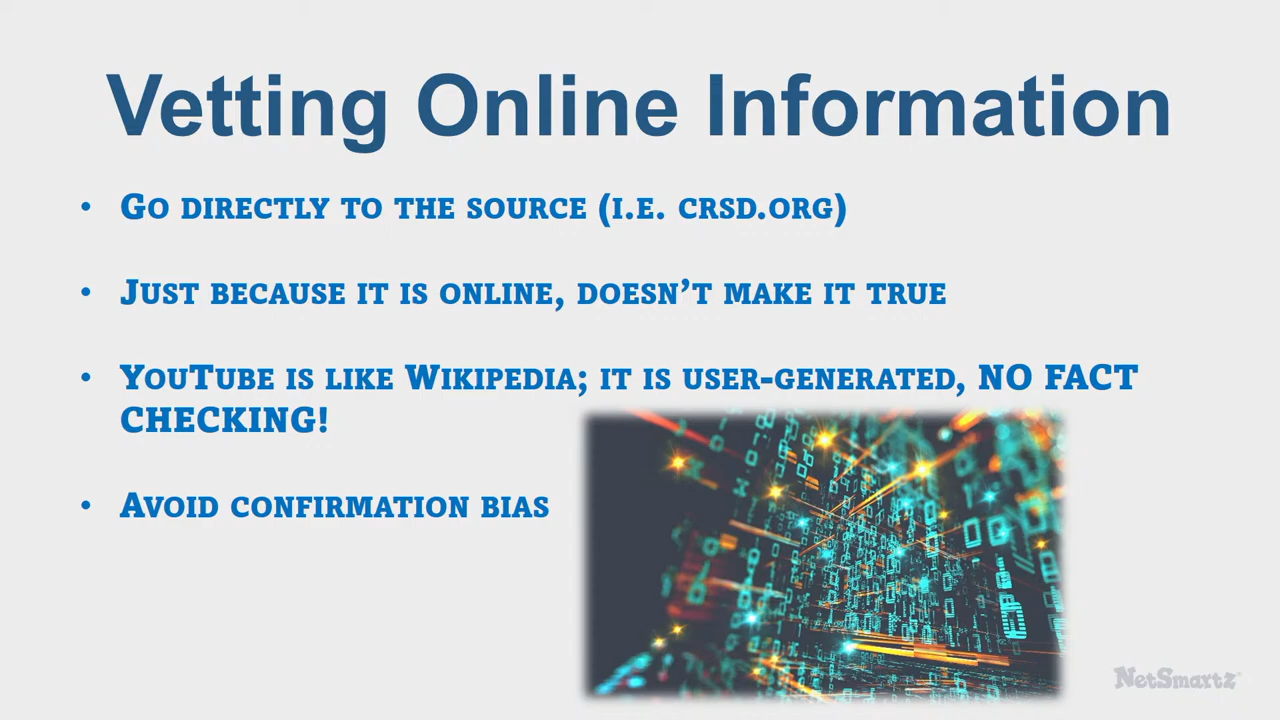 Vetting Online Information
• Go directly to the source (i.e. crsd.org)
• Just because it is online, doesn't make it true
• YouTube is like Wikipedia; it is user-generated, NO FACT
CHECKING!
• Avoid confirmation bias
NetSmartz